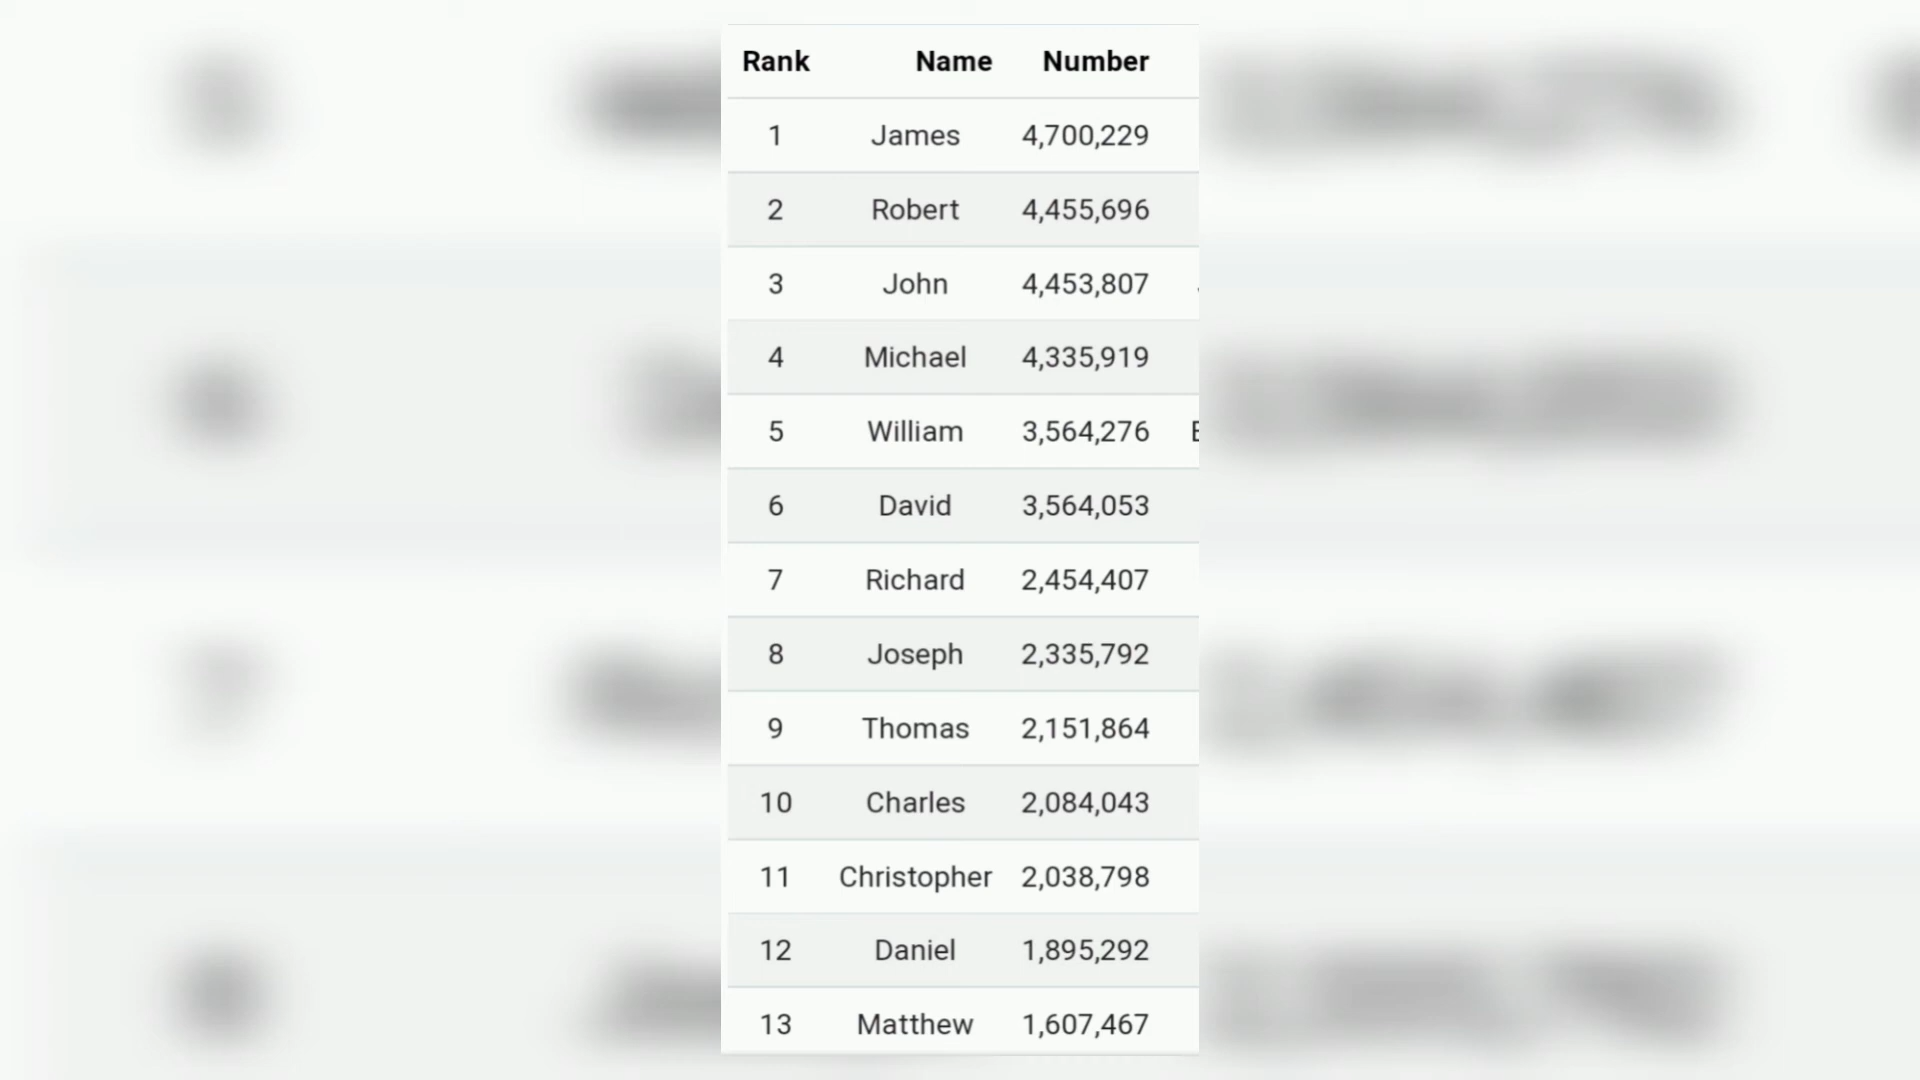 Rank Name Number
1 James 4,700,229
2 Robert 4,455,696
3 John 4,453,807
4 Michael 4,335,919
5 William 3,564,276
6 David 3,564,053
7 Richard 2,454,407
8 Joseph 2,335,792
9 Thomas 2,151,864
10 Charles 2,084,043
11 Christopher 2,038,798
12 Daniel 1,895,292
13 Matthew 1,607,467